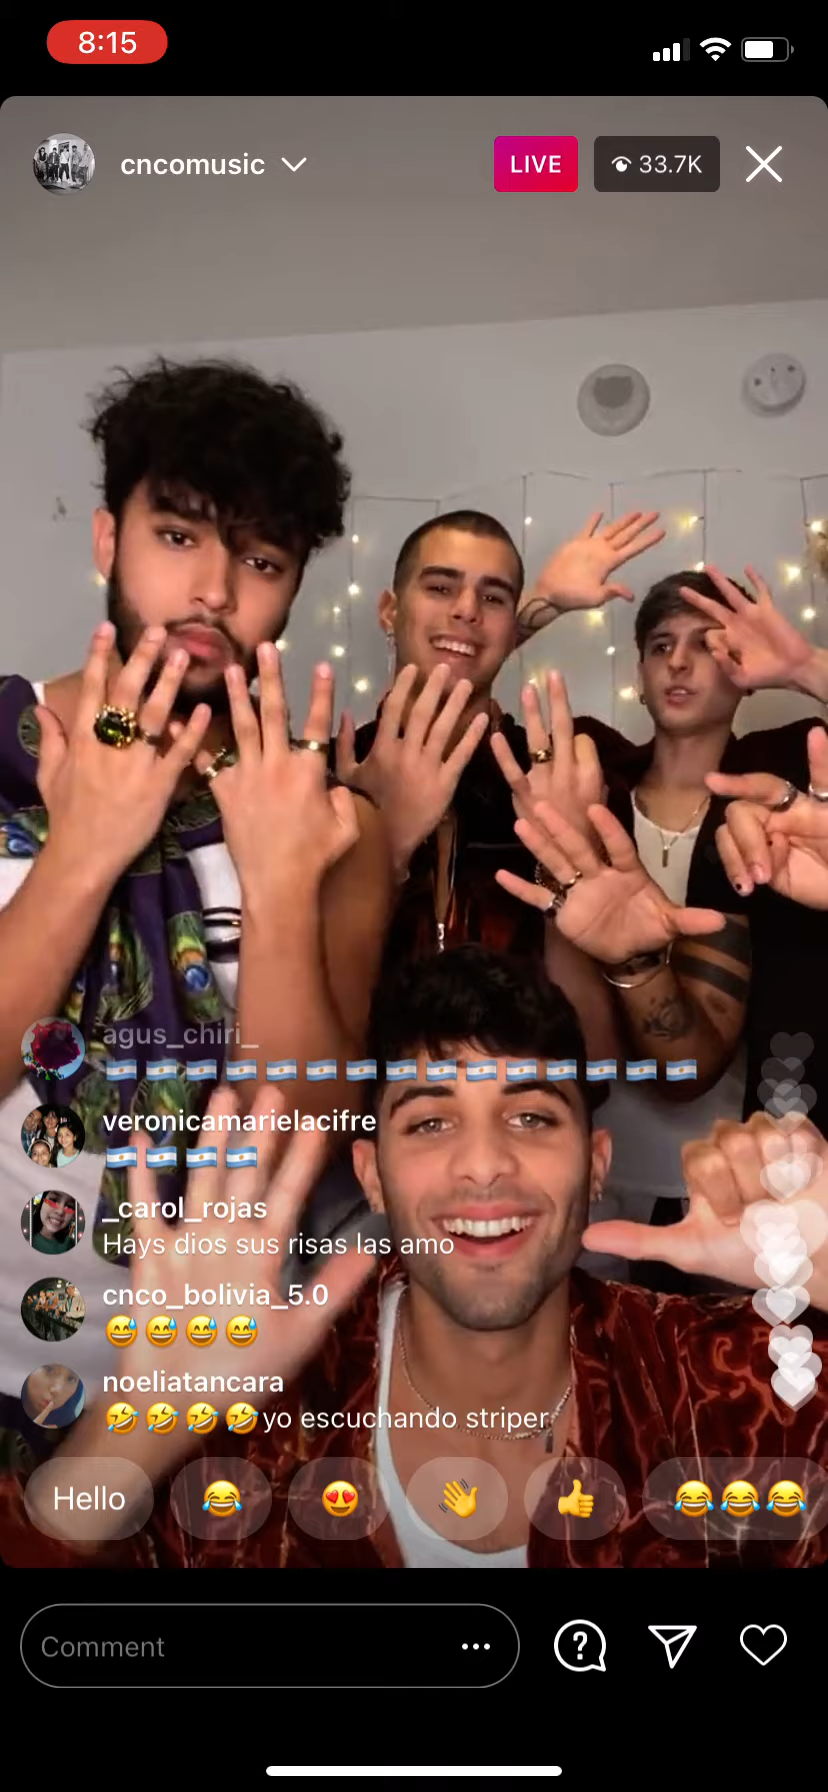 8:15
cncomusic
LIVE
33.7K
agus_chiri_
🇦🇷🇦🇷🇦🇷🇦🇷🇦🇷🇦🇷🇦🇷🇦🇷🇦🇷🇦🇷🇦🇷🇦🇷🇦🇷🇦🇷🇦🇷
veronicamarielacifre
🇦🇷🇦🇷🇦🇷🇦🇷
_carol_rojas
Hays dios sus risas las amo
cnco_bolivia_5.0
😅😅😅😅
noeliatancara
🤣🤣🤣🤣yo escuchando striper
Hello 😂 😍 👋 👍 😂😂😂
Comment